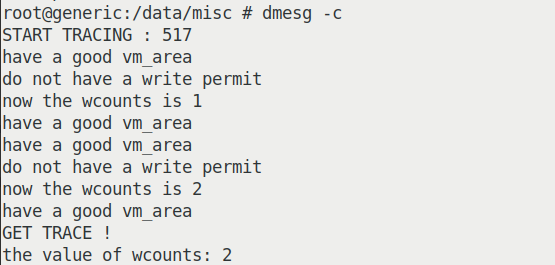 root@generic:/data/misc # dmesg -c
START TRACING : 517
have a good vm_area
do not have a write permit
now the wcounts is 1
have a good vm_area
have a good vm_area
do not have a write permit
now the wcounts is 2
have a good vm_area
GET TRACE !
the value of wcounts: 2